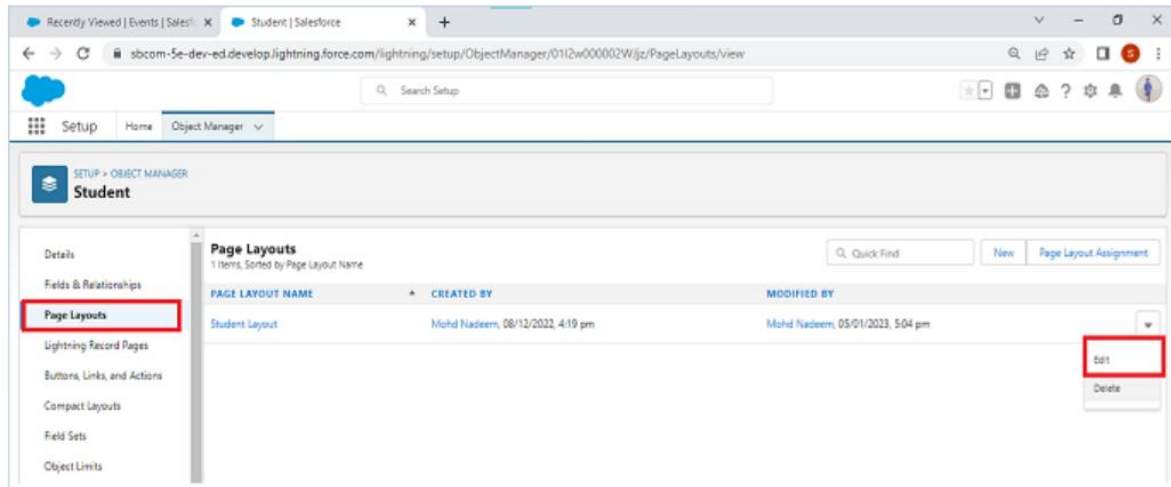 Recently Viewed | Events | Salesf
Student | Salesforce
sbcom-5e-dev-ed.develop.lightning.force.com/lightning/setup/ObjectManager/01I2w000002WJjz/PageLayouts/view
S
Search Setup
Setup
Home
Object Manager
SETUP > OBJECT MANAGER
Student
Details
Fields & Relationships
Page Layouts
Lightning Record Pages
Buttons, Links, and Actions
Compact Layouts
Field Sets
Object Limits
Page Layouts
1 Items, Sorted by Page Layout Name
Quick Find
New
Page Layout Assignment
PAGE LAYOUT NAME CREATED BY MODIFIED BY
Student Layout Mohd Nadeem, 08/12/2022, 4:19 pm Mohd Nadeem, 05/01/2023, 5:04 pm
Edit
Delete